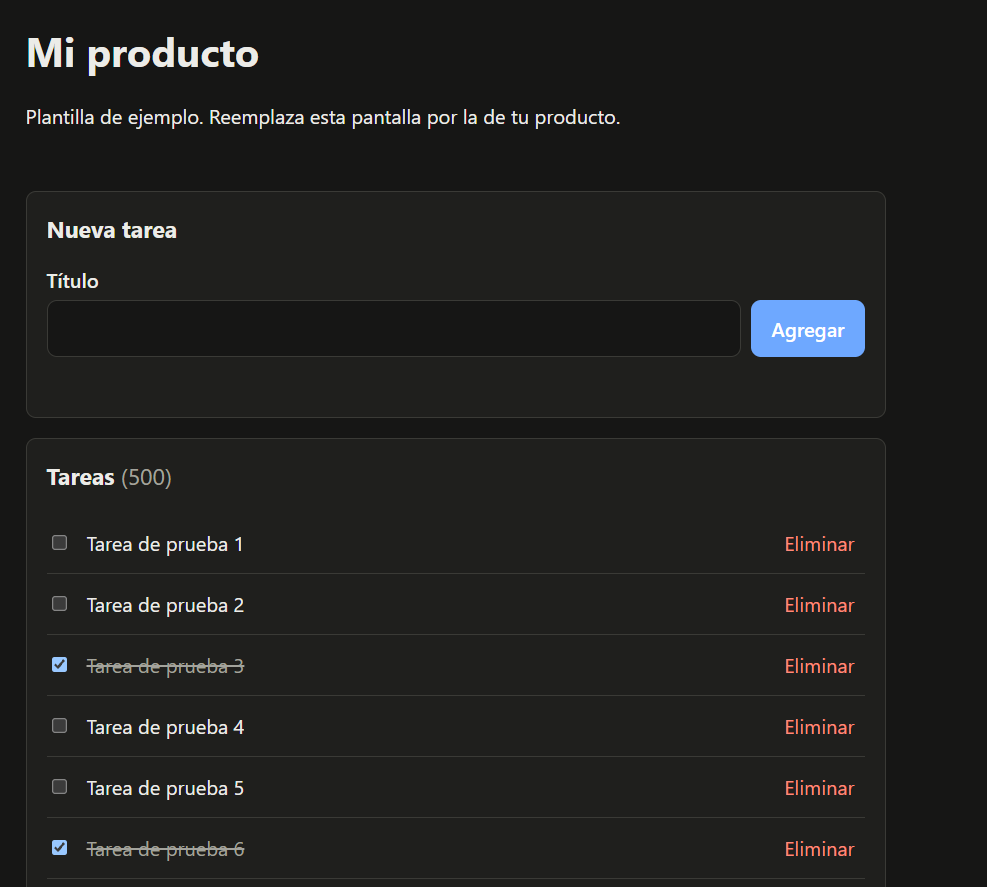 Mi producto
Plantilla de ejemplo. Reemplaza esta pantalla por la de tu producto.
Nueva tarea
Título
Agregar
Tareas (500)
Tarea de prueba 1 Eliminar
Tarea de prueba 2 Eliminar
Tarea de prueba 3 Eliminar
Tarea de prueba 4 Eliminar
Tarea de prueba 5 Eliminar
Tarea de prueba 6 Eliminar